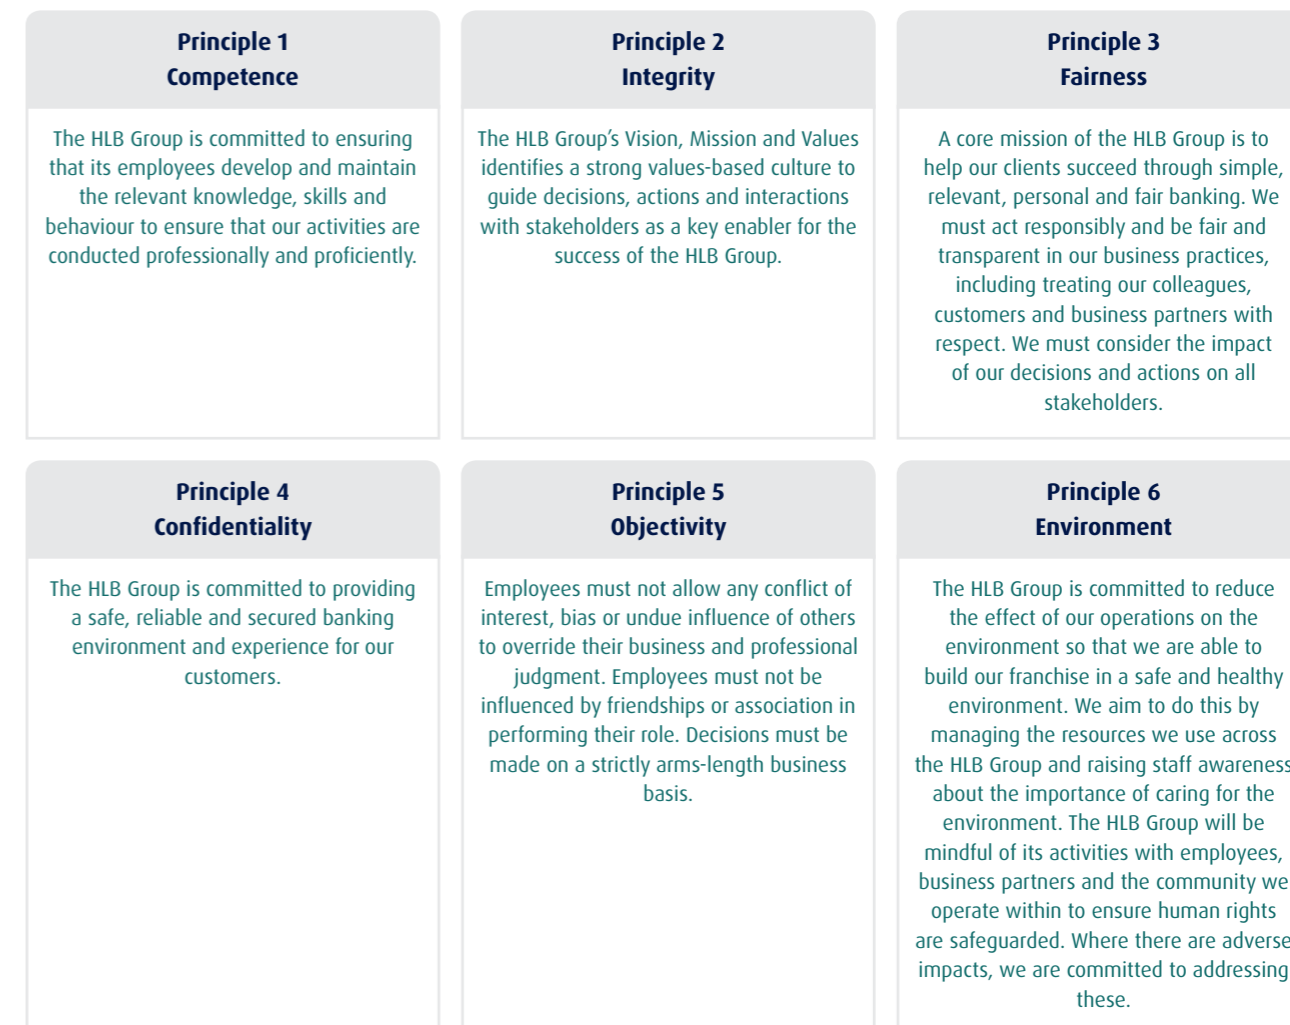 Principle 1
Competence
The HLB Group is committed to ensuring
that its employees develop and maintain
the relevant knowledge, skills and
behaviour to ensure that our activities are
conducted professionally and proficiently.
Principle 2
Integrity
The HLB Group’s Vision, Mission and Values
identifies a strong values-based culture to
guide decisions, actions and interactions
with stakeholders as a key enabler for the
success of the HLB Group.
Principle 3
Fairness
A core mission of the HLB Group is to
help our clients succeed through simple,
relevant, personal and fair banking. We
must act responsibly and be fair and
transparent in our business practices,
including treating our colleagues,
customers and business partners with
respect. We must consider the impact
of our decisions and actions on all
stakeholders.
Principle 4
Confidentiality
The HLB Group is committed to providing
a safe, reliable and secured banking
environment and experience for our
customers.
Principle 5
Objectivity
Employees must not allow any conflict of
interest, bias or undue influence of others
to override their business and professional
judgment. Employees must not be
influenced by friendships or association in
performing their role. Decisions must be
made on a strictly arms-length business
basis.
Principle 6
Environment
The HLB Group is committed to reduce
the effect of our operations on the
environment so that we are able to
build our franchise in a safe and healthy
environment. We aim to do this by
managing the resources we use across
the HLB Group and raising staff awareness
about the importance of caring for the
environment. The HLB Group will be
mindful of its activities with employees,
business partners and the community we
operate within to ensure human rights
are safeguarded. Where there are adverse
impacts, we are committed to addressing
these.